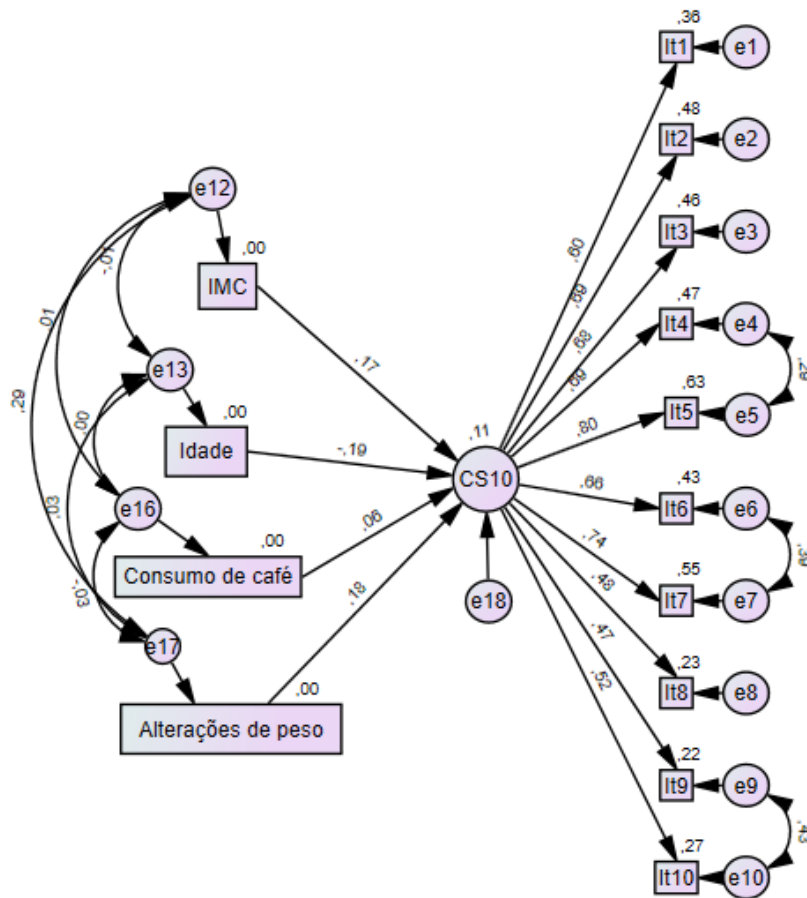 ,36
It1
e1
,48
It2
e2
,46
It3
e3
,47
It4
e4
,29
,63
It5
e5
,43
It6
e6
,39
,55
It7
e7
,23
It8
e8
,22
It9
e9
,43
,27
It10
e10
,60
,69
,68
,69
,80
,66
,74
,48
,47
,52
,11
CS10
e18
e12
,00
IMC
,17
-,01
,01
,29
e13
,00
Idade
-,19
,00
,03
e16
,00
Consumo de café
,06
-,03
e17
,00
Alterações de peso
,18